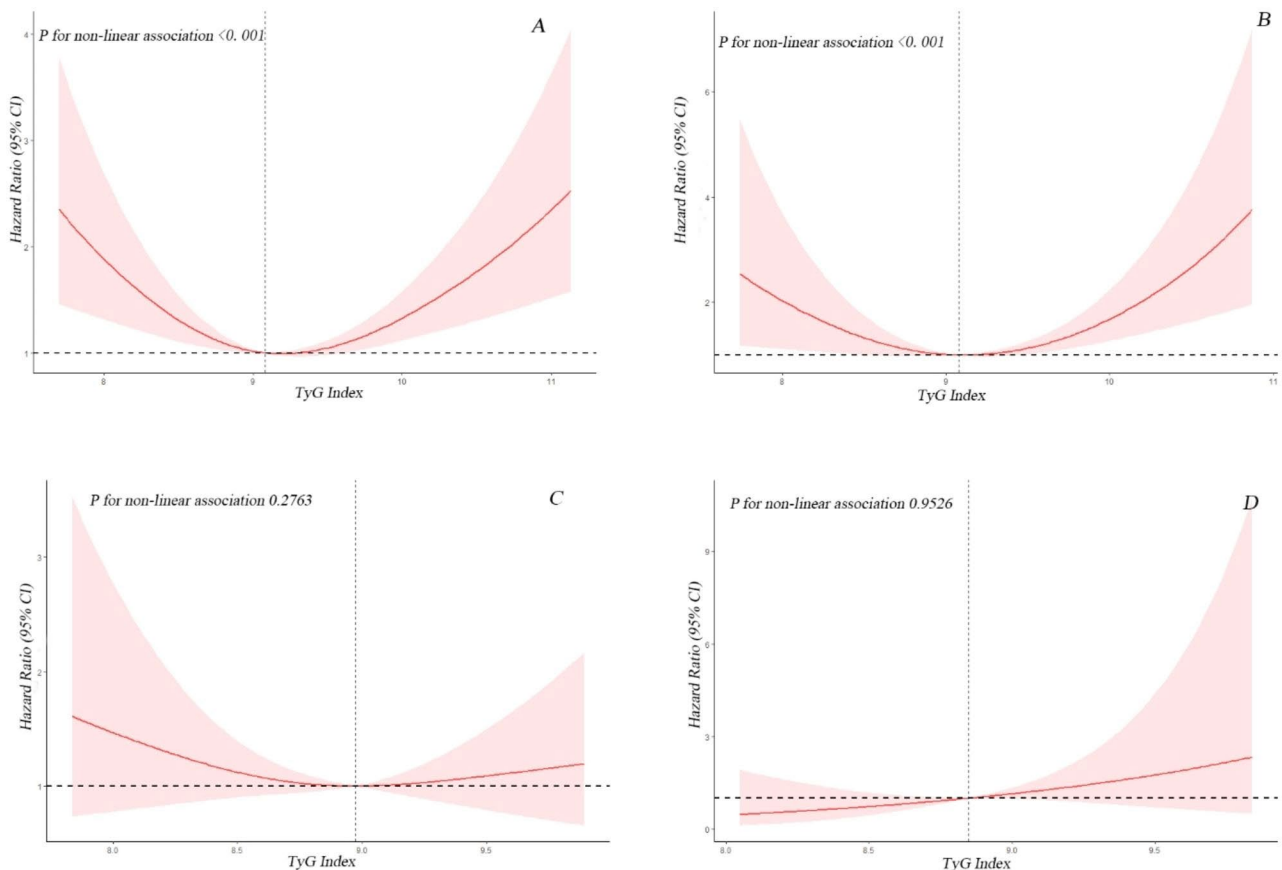 P for non-linear association <0. 001
A
4
3
2
1
Hazard Ratio (95% CI)
8
9
10
11
TyG Index
P for non-linear association <0. 001
B
6
4
2
Hazard Ratio (95% CI)
8
9
10
11
TyG Index
P for non-linear association 0.2763
C
3
2
1
Hazard Ratio (95% CI)
8.0
8.5
9.0
9.5
TyG Index
P for non-linear association 0.9526
D
9
6
3
0
Hazard Ratio (95% CI)
8.0
8.5
9.0
9.5
TyG Index